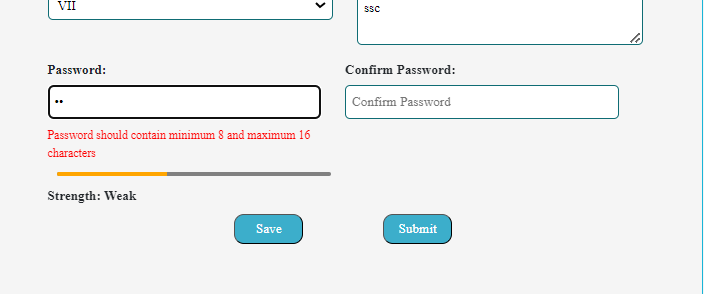 VII
ssc
Password:
Confirm Password:
••
Confirm Password
Password should contain minimum 8 and maximum 16
characters
Strength: Weak
Save
Submit